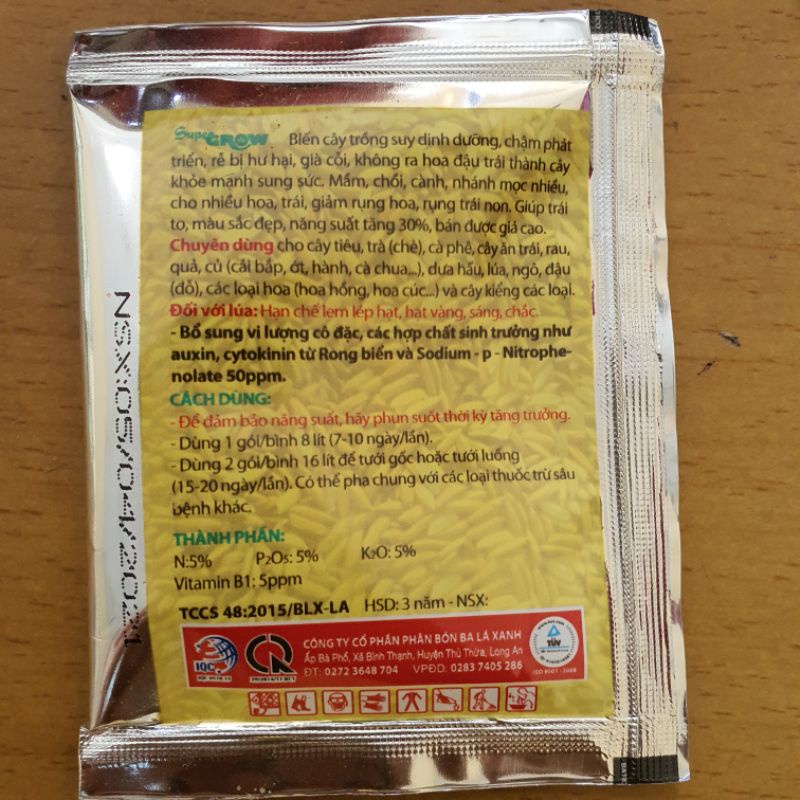 Super GROW Biến cây trồng suy dịnh dưỡng, chậm phát
triển, rẻ bị hư hại, già cỗi, không ra hoa đậu trái thành cây
khỏe mạnh sung sức. Mầm, chồi, cành, nhánh mọc nhiều,
cho nhiều hoa, trái, giảm rụng hoa, rụng trái non. Giúp trái
to, màu sắc đẹp, năng suất tăng 30%, bán được giá cao.
Chuyên dùng cho cây tiêu, trà (chè), cà phê, cây ăn trái, rau,
quả, củ (cải bắp, ớt, hành, cà chua...), dưa hấu, lúa, ngô, đậu
(đỏ), các loại hoa (hoa hồng, hoa cúc...) và cây kiểng các loại.
Đối với lúa: Hạn chế lem lép hạt, hạt vàng, sáng, chắc.
- Bổ sung vi lượng cô đặc, các hợp chất sinh trưởng như
auxin, cytokinin từ Rong biển và Sodium - p - Nitrophe-
nolate 50ppm.
CÁCH DÙNG:
- Để đảm bảo năng suất, hãy phun suốt thời kỳ tăng trưởng.
- Dùng 1 gói/bình 8 lít (7-10 ngày/lần).
- Dùng 2 gói/bình 16 lít để tưới gốc hoặc tưới luống
(15-20 ngày/lần). Có thể pha chung với các loại thuốc trừ sâu
bệnh khác.
THÀNH PHẦN:
N:5% P2O5: 5% K2O: 5%
Vitamin B1: 5ppm
TCCS 48:2015/BLX-LA HSD: 3 năm - NSX:
CÔNG TY CỔ PHẦN PHÂN BÓN BA LÁ XANH
Ấp Bà Phổ, Xã Bình Thạnh, Huyện Thủ Thừa, Long An
ĐT: 0272 3648 704 VPĐD: 0283 7405 286
IQC
CR
TÜV
ISO 9001 : 2008